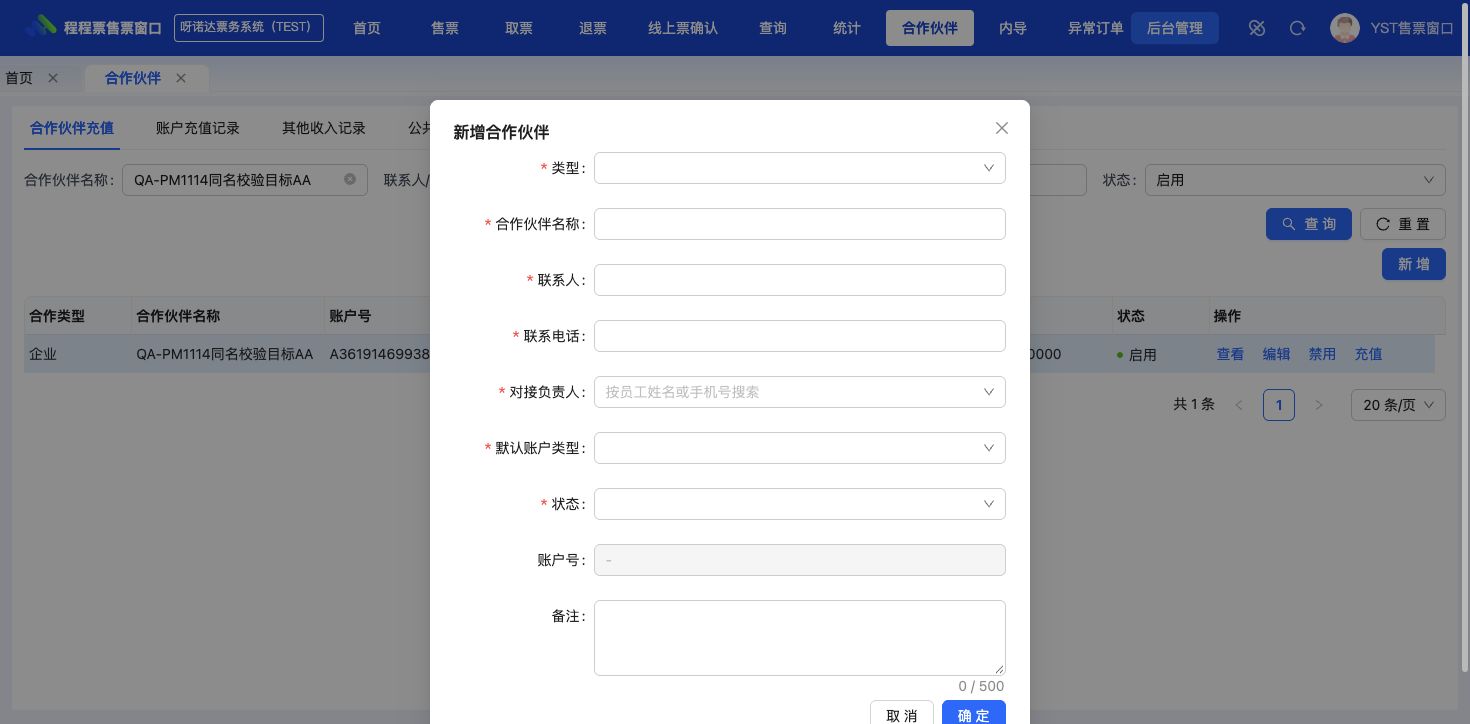 程程票售票窗口 呀诺达票务系统（TEST） 首页 售票 取票 退票 线上票确认 查询 统计 合作伙伴 内导 异常订单 后台管理 YST售票窗口
首页 合作伙伴
合作伙伴充值 账户充值记录 其他收入记录 公共
新增合作伙伴
合作伙伴名称： QA-PM1114同名校验目标AA 联系人/ 状态： 启用
* 类型：
查 询 重 置
* 合作伙伴名称：
新 增
* 联系人：
合作类型 合作伙伴名称 账户号 状态 操作
* 联系电话：
企业 QA-PM1114同名校验目标AA A36191469938 0000 启用 查看 编辑 禁用 充值
* 对接负责人： 按员工姓名或手机号搜索
共 1 条 < 1 > 20 条/页
* 默认账户类型：
* 状态：
账户号： -
备注：
0 / 500
取 消 确 定